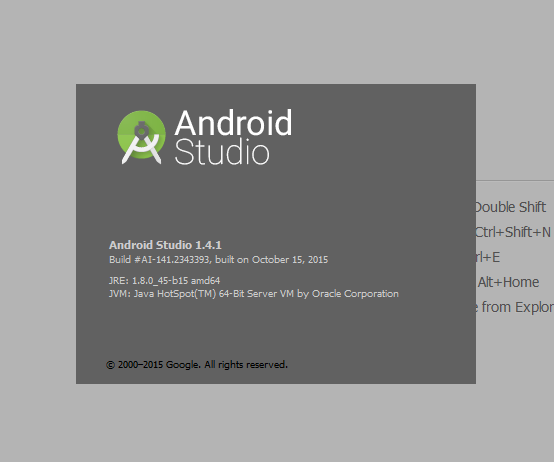 Android
Studio
Android Studio 1.4.1
Build #AI-141.2343393, built on October 15, 2015
JRE: 1.8.0_45-b15 amd64
JVM: Java HotSpot(TM) 64-Bit Server VM by Oracle Corporation
© 2000–2015 Google. All rights reserved.
Double Shift
Ctrl+Shift+N
rl+E
Alt+Home
e from Explor